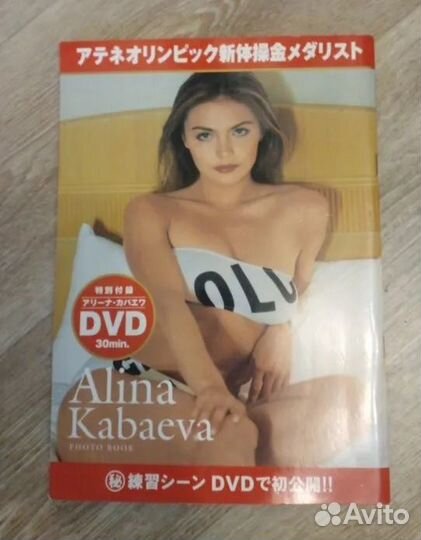 アテネオリンピック新体操金メダリスト
OLD
特別付録
アリーナ・カバエワ
DVD
30min.
Alina
Kabaeva
PHOTO BOOK
㊙練習シーン DVDで初公開!!
Avito